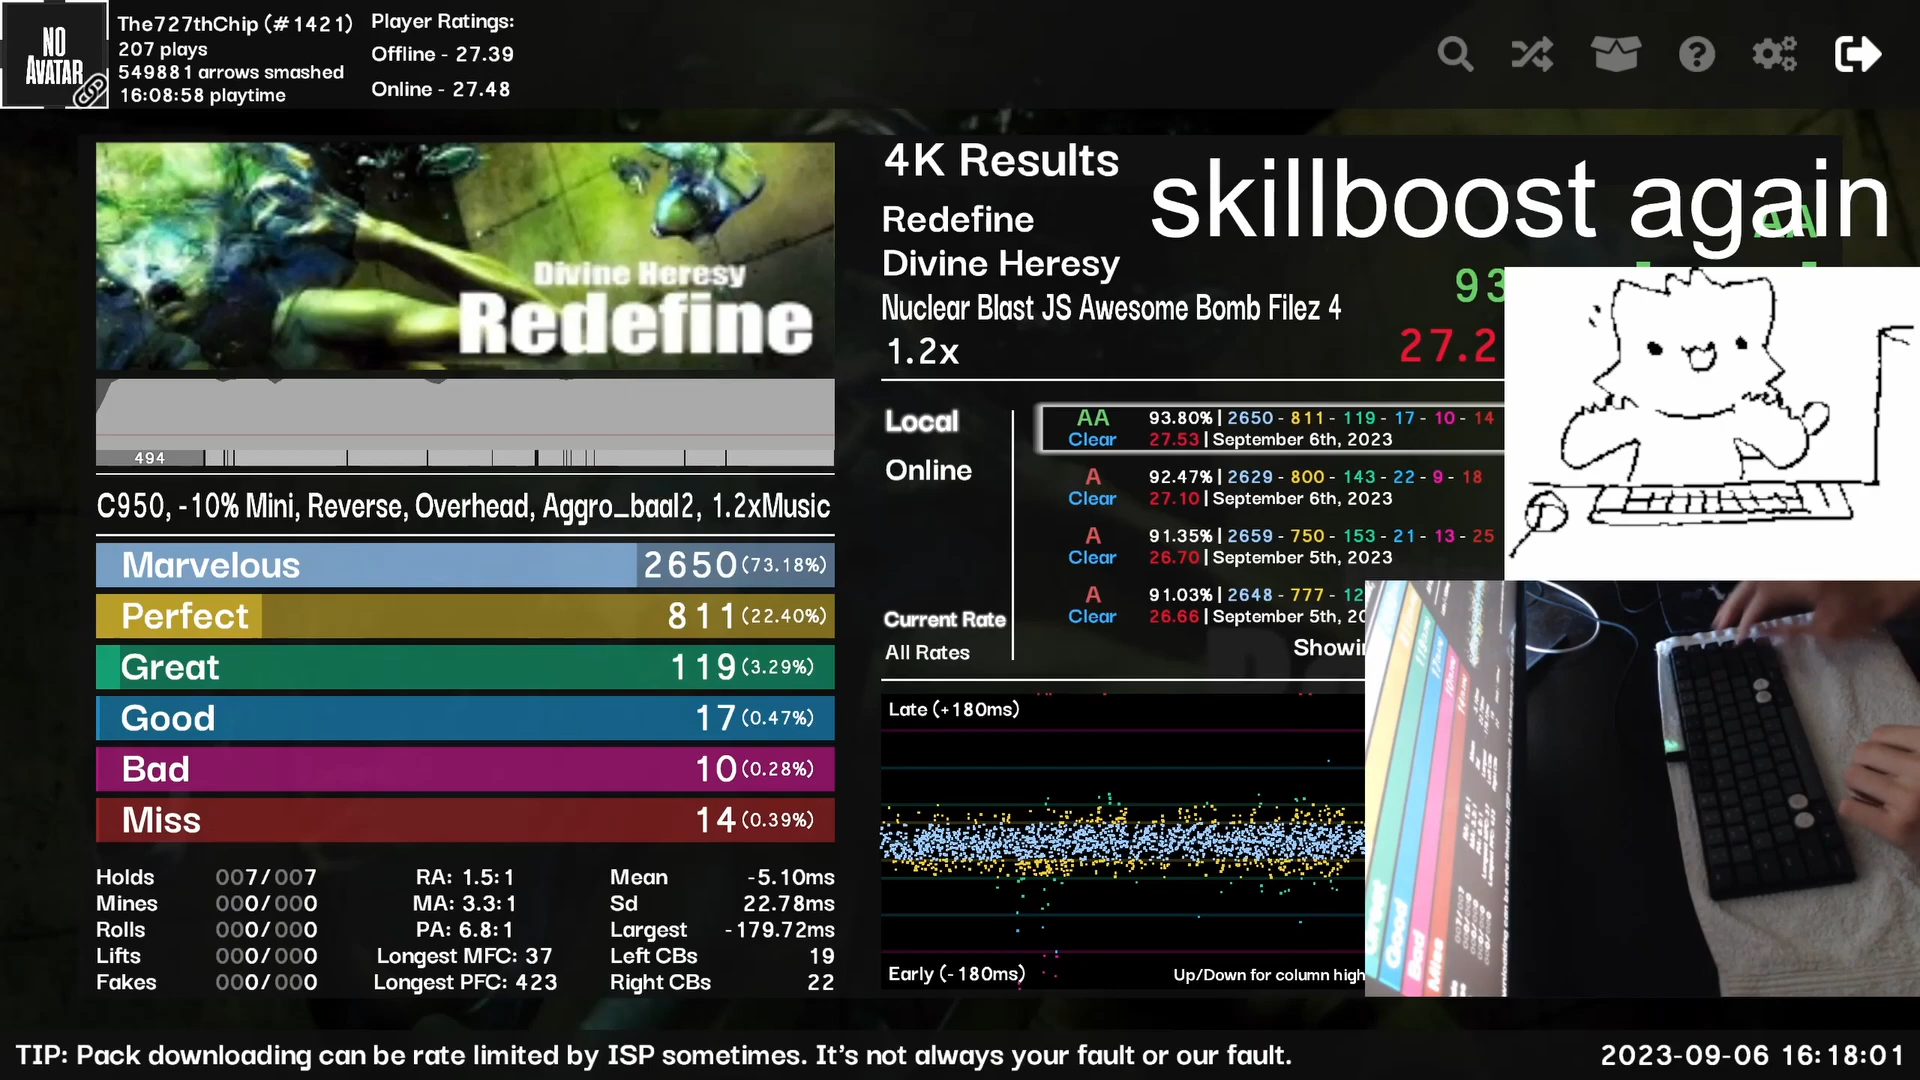 NO
AVATAR
The727thChip (#1421)
207 plays
549881 arrows smashed
16:08:58 playtime
Player Ratings:
Offline - 27.39
Online - 27.48
Divine Heresy
Redefine
494
C950, -10% Mini, Reverse, Overhead, Aggro_baal2, 1.2xMusic
Marvelous 2650 (73.18%)
Perfect 811 (22.40%)
Great 119 (3.29%)
Good 17 (0.47%)
Bad 10 (0.28%)
Miss 14 (0.39%)
Holds 007/007
Mines 000/000
Rolls 000/000
Lifts 000/000
Fakes 000/000
RA: 1.5:1
MA: 3.3:1
PA: 6.8:1
Longest MFC: 37
Longest PFC: 423
Mean -5.10ms
Sd 22.78ms
Largest -179.72ms
Left CBs 19
Right CBs 22
4K Results
skillboost again
AA
Redefine
Divine Heresy
93
Nuclear Blast JS Awesome Bomb Filez 4
1.2x
27.2
Local
Online
Current Rate
All Rates
AA 93.80% | 2650 - 811 - 119 - 17 - 10 - 14
Clear 27.53 | September 6th, 2023
A 92.47% | 2629 - 800 - 143 - 22 - 9 - 18
Clear 27.10 | September 6th, 2023
A 91.35% | 2659 - 750 - 153 - 21 - 13 - 25
Clear 26.70 | September 5th, 2023
A 91.03% | 2648 - 777 - 12
Clear 26.66 | September 5th, 20
Showi
Late (+180ms)
Early (-180ms)
Up/Down for column high
Great
Good
Bad
Miss
TIP: Pack downloading can be rate limited by ISP sometimes. It's not always your fault or our fault.
2023-09-06 16:18:01